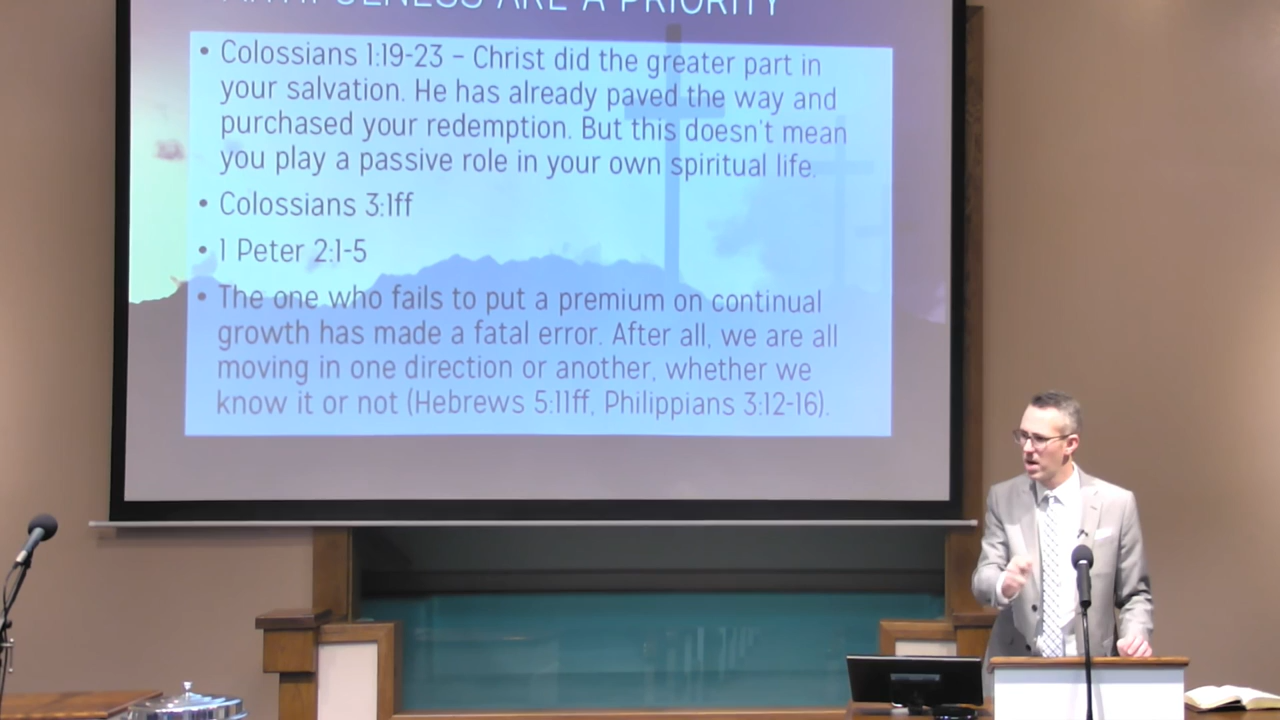 ARE A PRIORITY
• Colossians 1:19-23 – Christ did the greater part in
your salvation. He has already paved the way and
purchased your redemption. But this doesn't mean
you play a passive role in your own spiritual life.
• Colossians 3:1ff
• 1 Peter 2:1-5
• The one who fails to put a premium on continual
growth has made a fatal error. After all, we are all
moving in one direction or another, whether we
know it or not (Hebrews 5:11ff, Philippians 3:12-16).